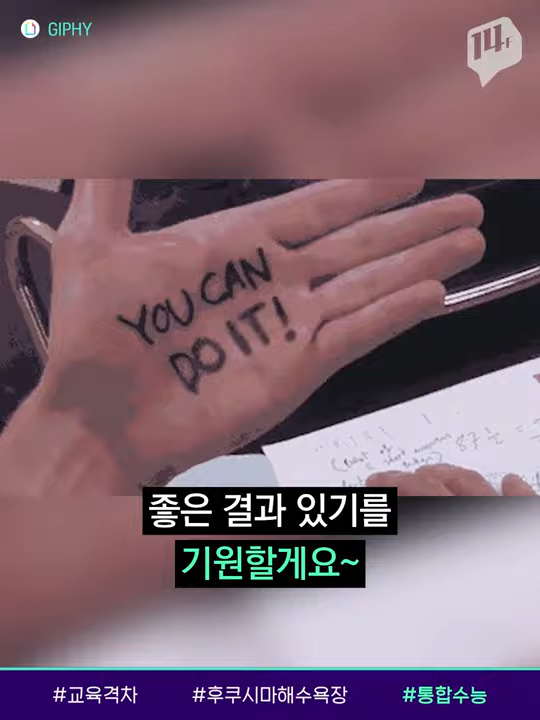 GIPHY
14F
YOU CAN
DO IT!
좋은 결과 있기를
기원할게요~
#교육격차
#후쿠시마해수욕장
#통합수능